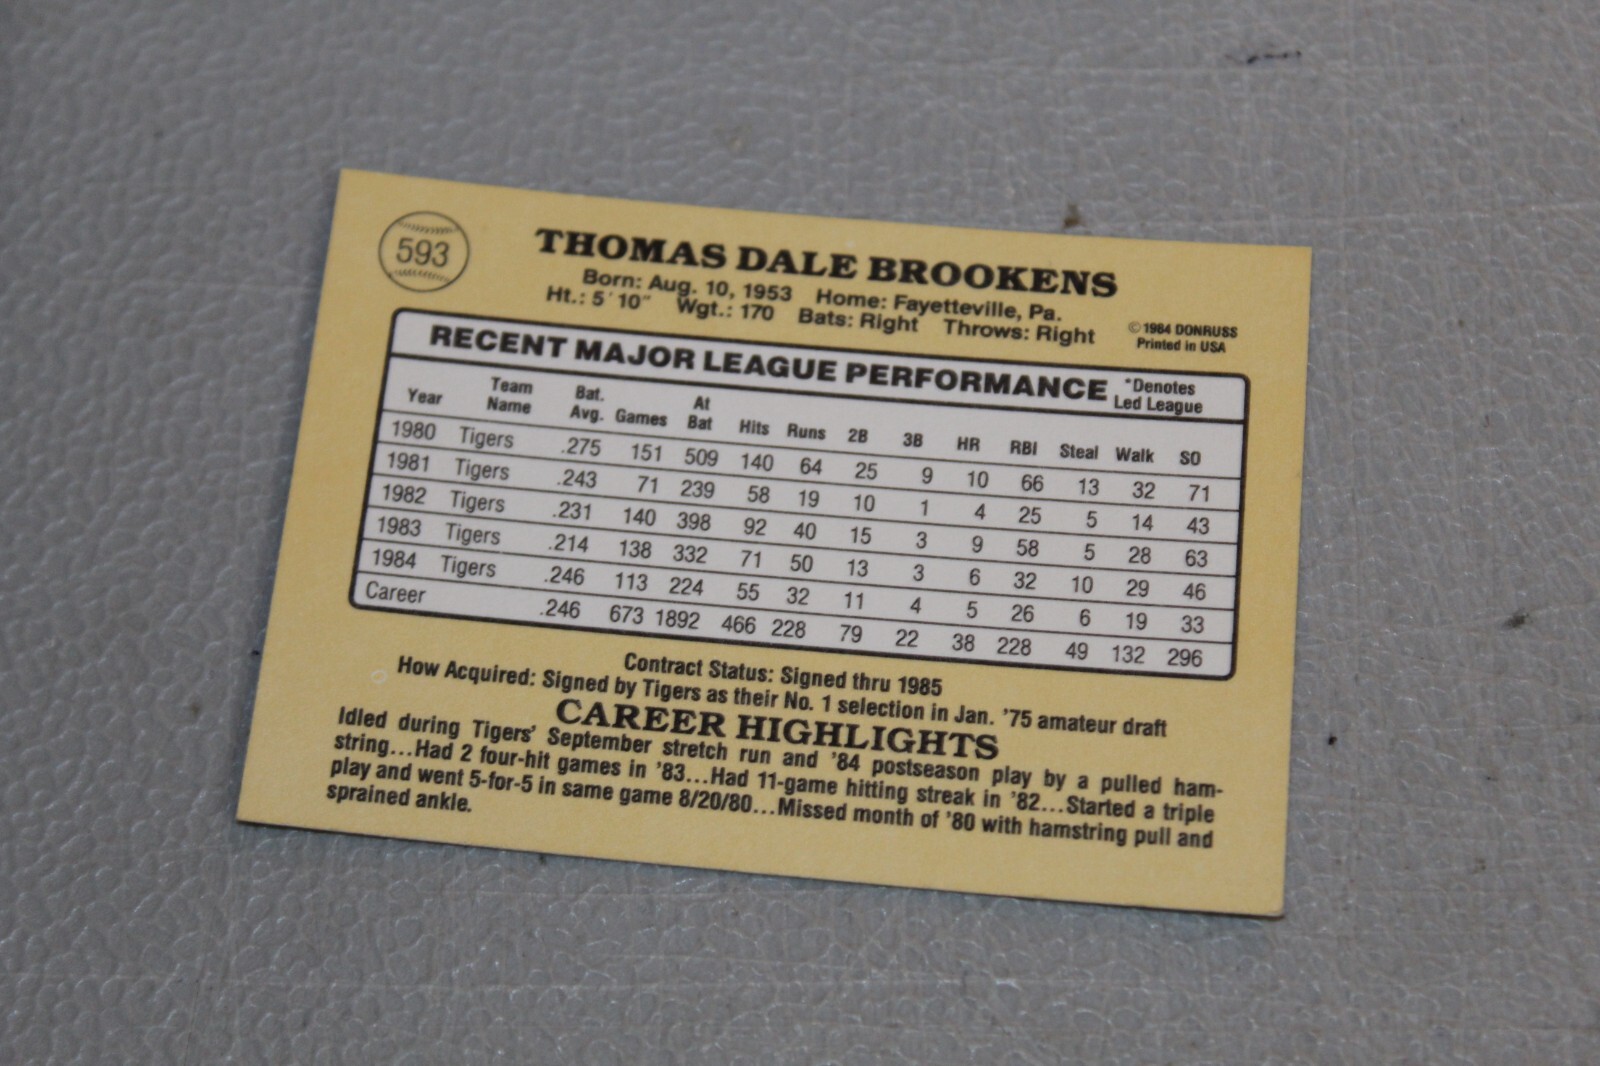 593
THOMAS DALE BROOKENS
Born: Aug. 10, 1953 Home: Fayetteville, Pa.
Ht.: 5' 10" Wgt.: 170 Bats: Right Throws: Right
©1984 DONRUSS
Printed in USA
RECENT MAJOR LEAGUE PERFORMANCE *Denotes Led League
Year Team Name Bat. Avg. Games At Bat Hits Runs 2B 3B HR RBI Steal Walk SO
1980 Tigers .275 151 509 140 64 25 9 10 66 13 32 71
1981 Tigers .243 71 239 58 19 10 1 4 25 5 14 43
1982 Tigers .231 140 398 92 40 15 3 9 58 5 28 63
1983 Tigers .214 138 332 71 50 13 3 6 32 10 29 46
1984 Tigers .246 113 224 55 32 11 4 5 26 6 19 33
Career .246 673 1892 466 228 79 22 38 228 49 132 296
Contract Status: Signed thru 1985
How Acquired: Signed by Tigers as their No. 1 selection in Jan. '75 amateur draft
CAREER HIGHLIGHTS
Idled during Tigers' September stretch run and '84 postseason play by a pulled ham-
string...Had 2 four-hit games in '83...Had 11-game hitting streak in '82...Started a triple
play and went 5-for-5 in same game 8/20/80...Missed month of '80 with hamstring pull and
sprained ankle.